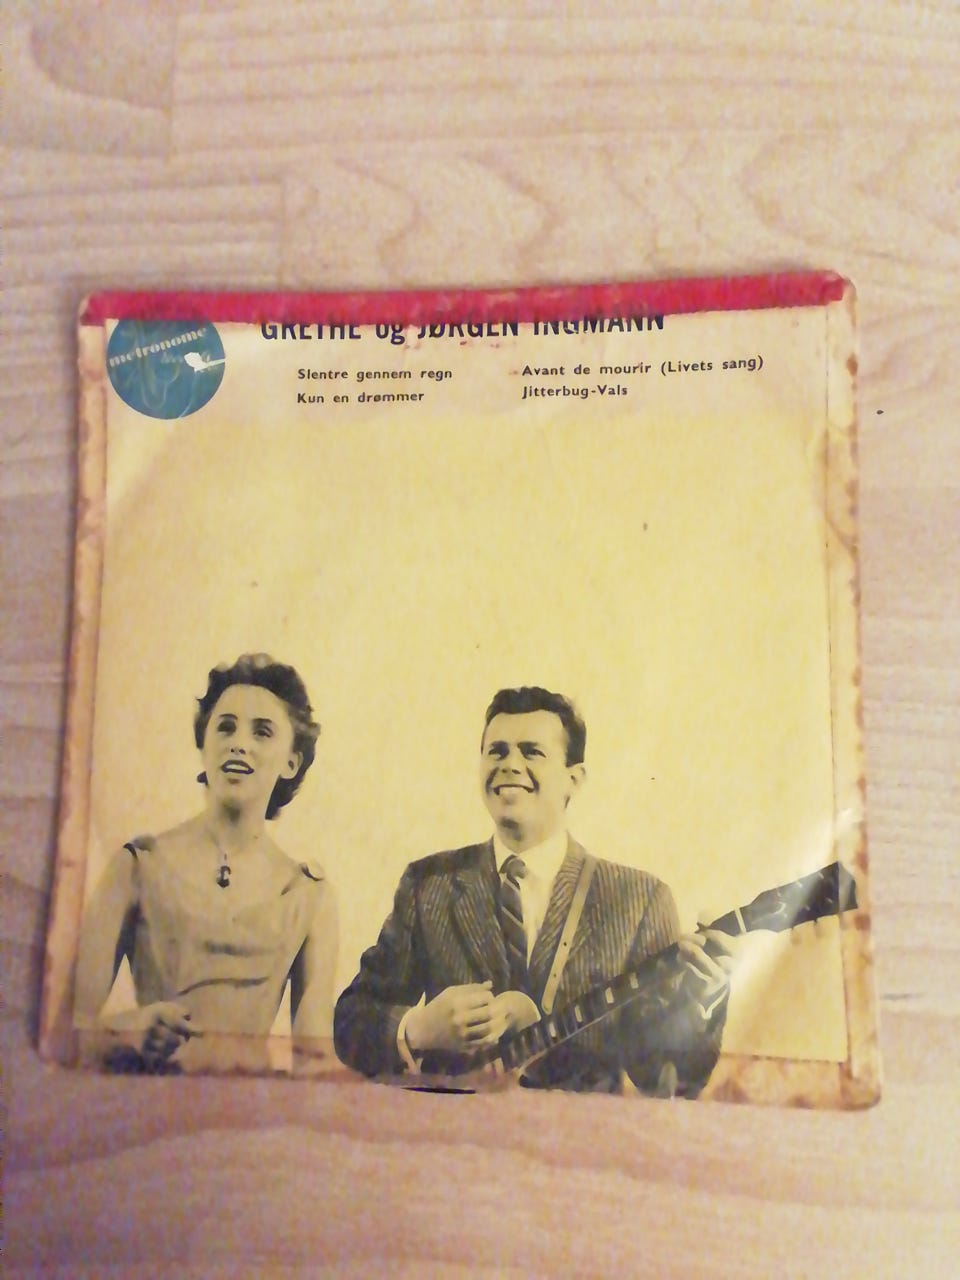 metronome
GRETHE og JØRGEN INGMANN
Slentre gennem regn
Kun en drømmer
Avant de mourir (Livets sang)
Jitterbug-Vals